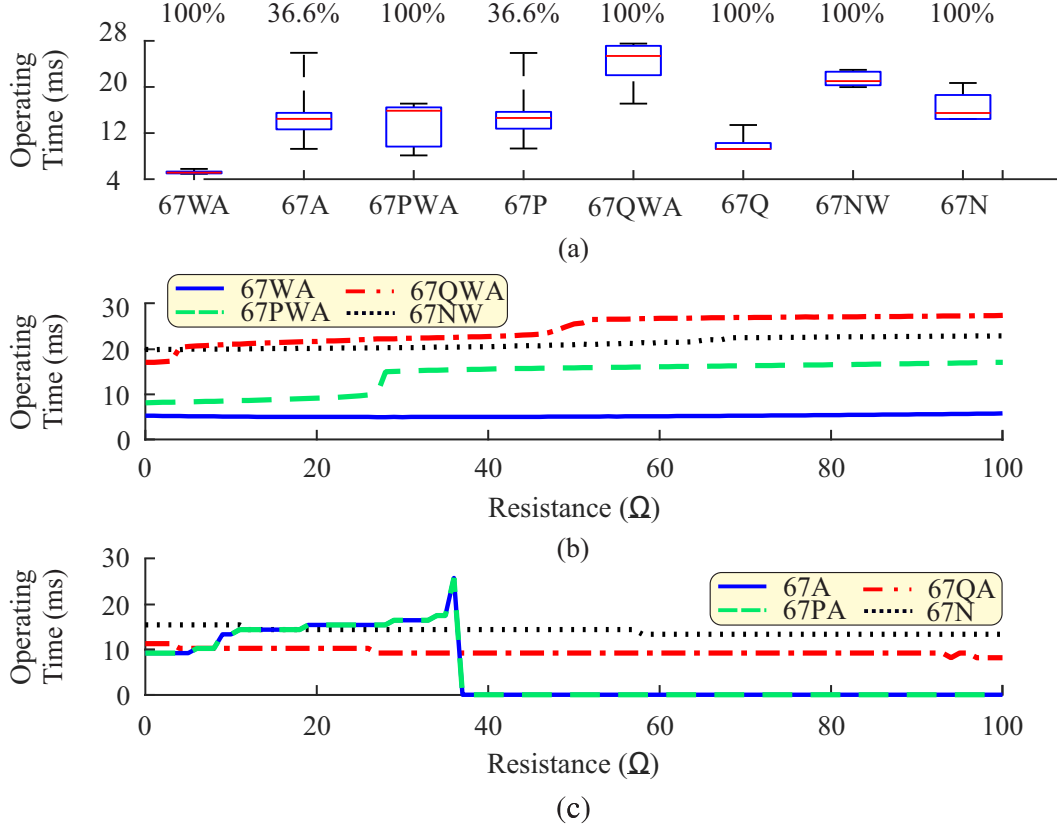 100% 36.6% 100% 36.6% 100% 100% 100% 100%
Operating
Time (ms)
28
20
12
4
67WA 67A 67PWA 67P 67QWA 67Q 67NW 67N
(a)
67WA 67QWA
67PWA 67NW
Operating
Time (ms)
30
20
10
0
0 20 40 60 80 100
Resistance (Ω)
(b)
67A 67QA
67PA 67N
Operating
Time (ms)
30
20
10
0
0 20 40 60 80 100
Resistance (Ω)
(c)